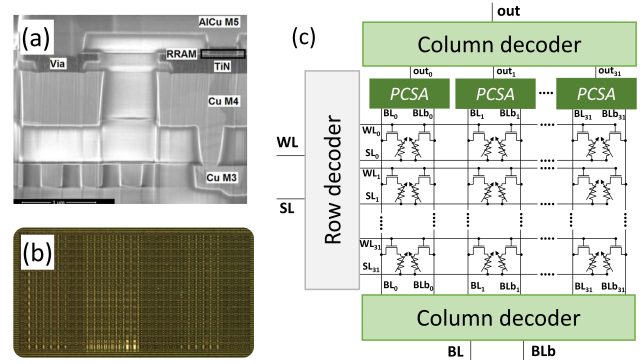 (a)
AlCu M5
RRAM
Via
TiN
Cu M4
Cu M3
1 µm
(b)
(c)
out
Column decoder
out0 out1 out31
PCSA PCSA PCSA
BL0 BLb0 BL1 BLb1 BL31 BLb31
WL0
SL0
WL1
SL1
WL31
SL31
WL
SL
Row decoder
BL0 BLb0 BL1 BLb1 BL31 BLb31
Column decoder
BL BLb